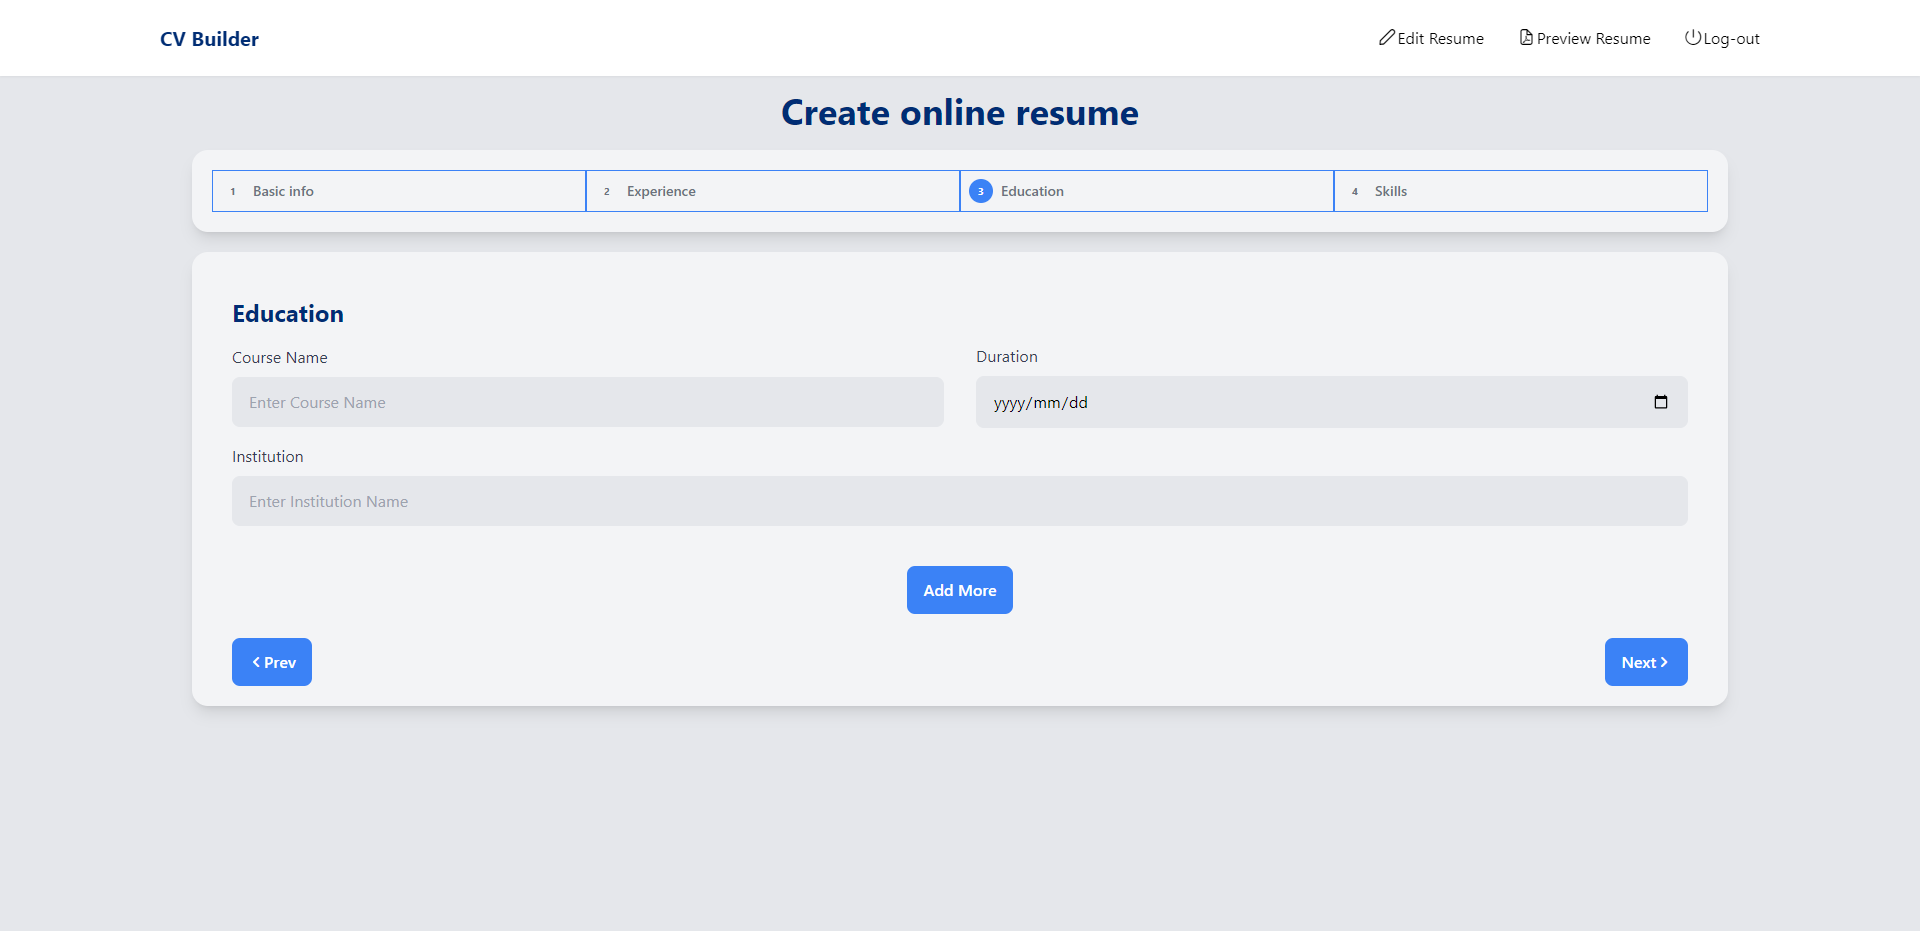 CV Builder
Edit Resume
Preview Resume
Log-out
Create online resume
1 Basic info
2 Experience
3 Education
4 Skills
Education
Course Name
Duration
Enter Course Name
yyyy/mm/dd
Institution
Enter Institution Name
Add More
Prev
Next